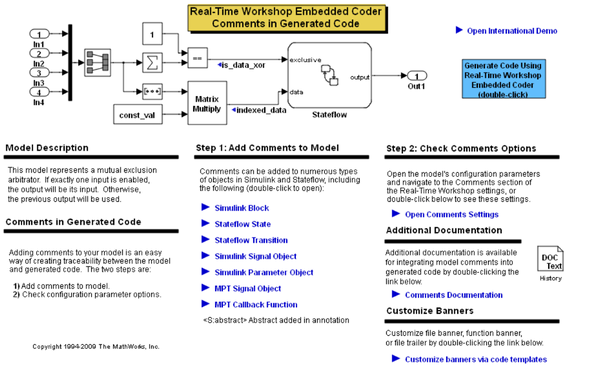 Real-Time Workshop Embedded Coder
Comments in Generated Code
Open International Demo
1
In1
2
In2
3
In3
4
In4
1
==
is_data_xor
exclusive
data
output
Stateflow
1
Out1
const_val
Matrix
Multiply
indexed_data
Generate Code Using
Real-Time Workshop
Embedded Coder
(double-click)
Model Description
This model represents a mutual exclusion
arbitrator. If exactly one input is enabled,
the output will be its input. Otherwise,
the previous output will be used.
Comments in Generated Code
Adding comments to your model is an easy
way of creating traceability between the model
and generated code. The two steps are:
1) Add comments to model.
2) Check configuration parameter options.
Copyright 1994-2009 The MathWorks, Inc.
Step 1: Add Comments to Model
Comments can be added to numerous types
of objects in Simulink and Stateflow, including
the following (double-click to open):
Simulink Block
Stateflow State
Stateflow Transition
Simulink Signal Object
Simulink Parameter Object
MPT Signal Object
MPT Callback Function
<S:abstract> Abstract added in annotation
Step 2: Check Comments Options
Open the model's configuration parameters
and navigate to the Comments section of
the Real-Time Workshop settings, or
double-click below to see these settings.
Open Comments Settings
Additional Documentation
Additional documentation is available
for integrating model comments into
generated code by double-clicking the
link below.
Comments Documentation
DOC
Text
History
Customize Banners
Customize file banner, function banner,
or file trailer by double-clicking the link below.
Customize banners via code templates